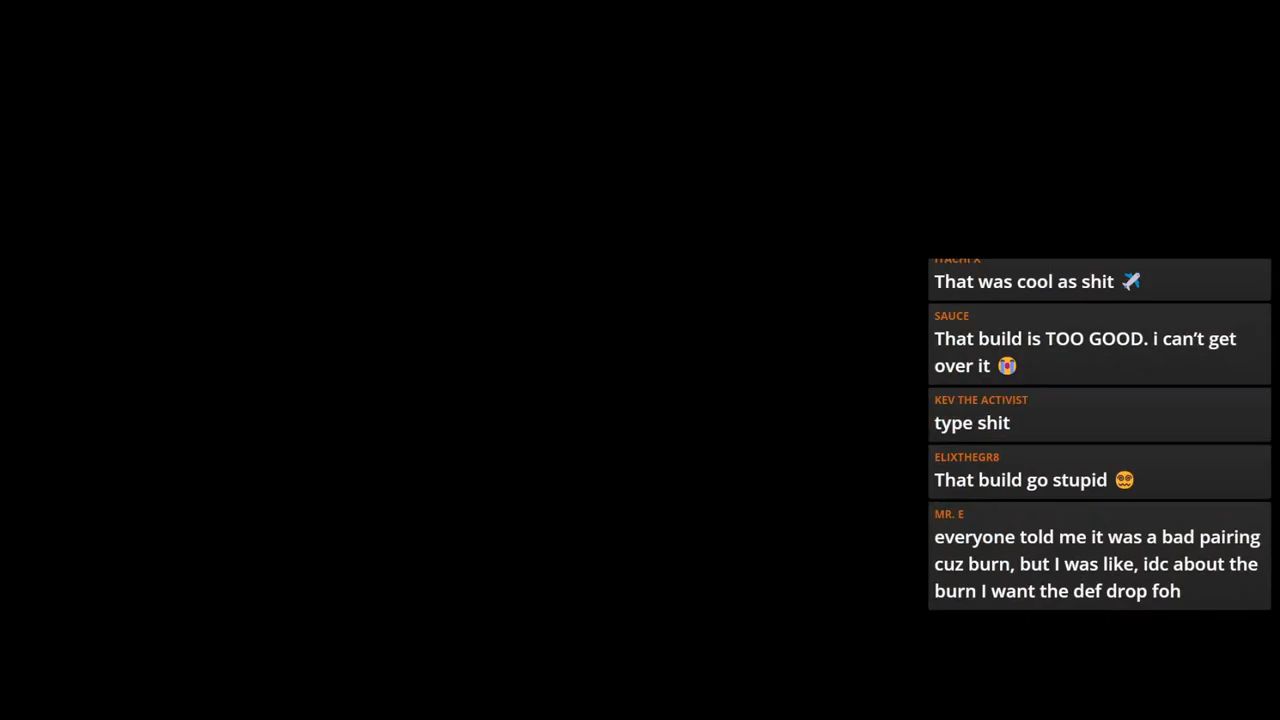 ITACHI X
That was cool as shit ✈️
SAUCE
That build is TOO GOOD. i can’t get
over it 😭
KEV THE ACTIVIST
type shit
ELIXTHEGR8
That build go stupid 😵‍💫
MR. E
everyone told me it was a bad pairing
cuz burn, but I was like, idc about the
burn I want the def drop foh